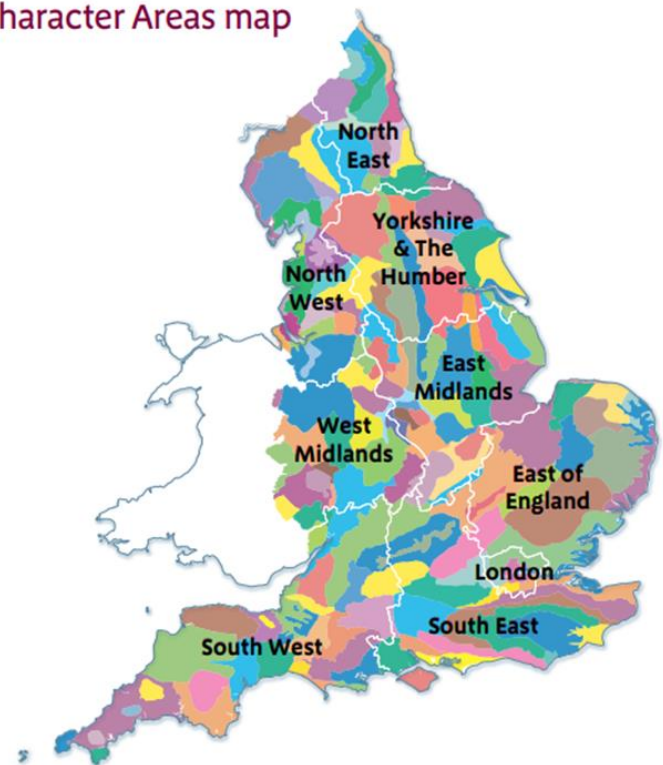 haracter Areas map
North
East
Yorkshire
& The
Humber
North
West
East
Midlands
West
Midlands
East of
England
London
South East
South West